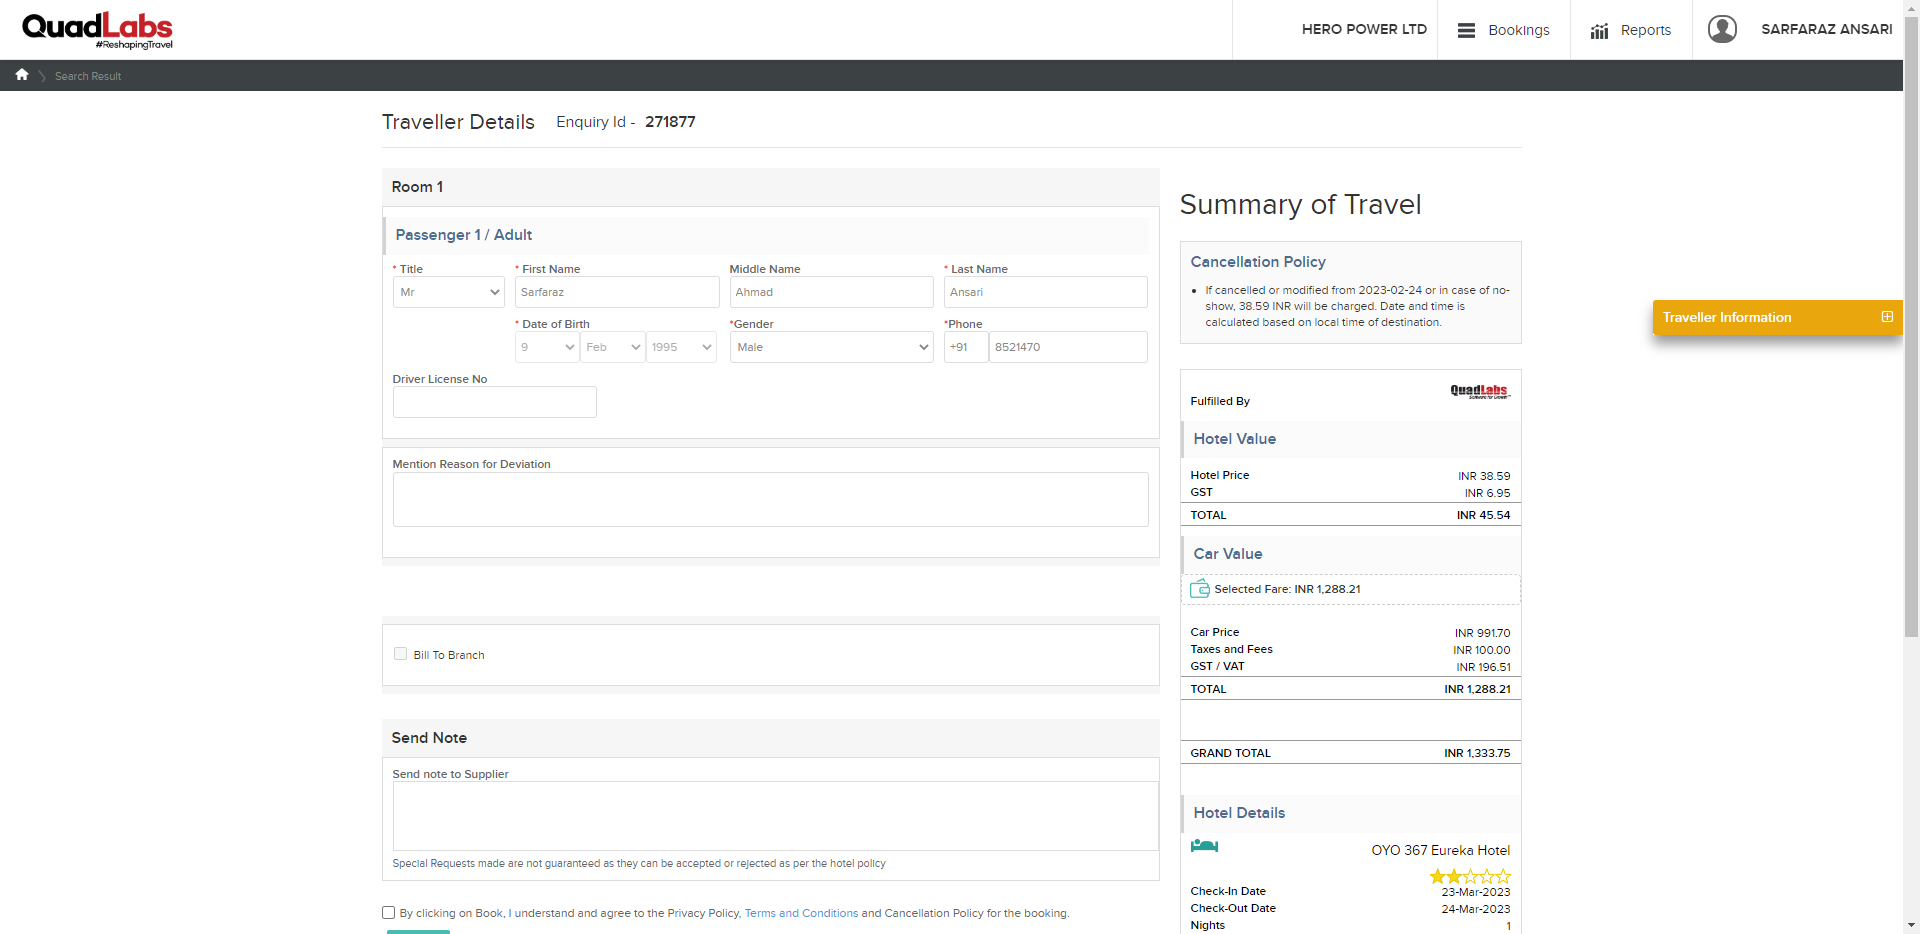 QuadLabs
#ReshapingTravel
HERO POWER LTD
Bookings
Reports
SARFARAZ ANSARI
Search Result
Traveller Details Enquiry Id - 271877
Room 1
Passenger 1 / Adult
* Title
* First Name
Middle Name
* Last Name
Mr
Sarfaraz
Ahmad
Ansari
* Date of Birth
*Gender
*Phone
9
Feb
1995
Male
+91
8521470
Driver License No
Mention Reason for Deviation
Bill To Branch
Send Note
Send note to Supplier
Special Requests made are not guaranteed as they can be accepted or rejected as per the hotel policy
By clicking on Book, I understand and agree to the Privacy Policy, Terms and Conditions and Cancellation Policy for the booking.
Summary of Travel
Cancellation Policy
• If cancelled or modified from 2023-02-24 or in case of no-
show, 38.59 INR will be charged. Date and time is
calculated based on local time of destination.
Traveller Information
Fulfilled By
QuadLabs
Hotel Value
Hotel Price INR 38.59
GST INR 6.95
TOTAL INR 45.54
Car Value
Selected Fare: INR 1,288.21
Car Price INR 991.70
Taxes and Fees INR 100.00
GST / VAT INR 196.51
TOTAL INR 1,288.21
GRAND TOTAL INR 1,333.75
Hotel Details
OYO 367 Eureka Hotel
Check-In Date 23-Mar-2023
Check-Out Date 24-Mar-2023
Nights 1